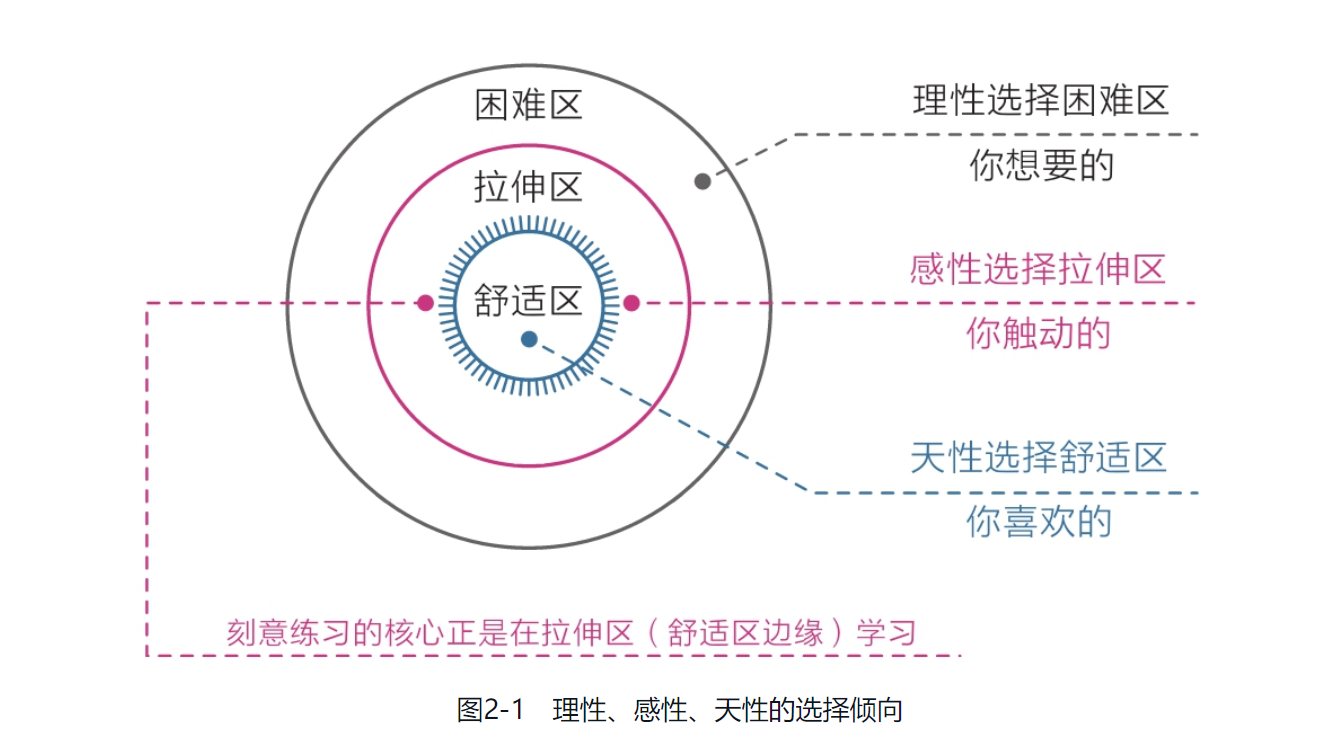 困难区
拉伸区
舒适区
理性选择困难区
你想要的
感性选择拉伸区
你触动的
天性选择舒适区
你喜欢的
刻意练习的核心正是在拉伸区（舒适区边缘）学习
图2-1　理性、感性、天性的选择倾向